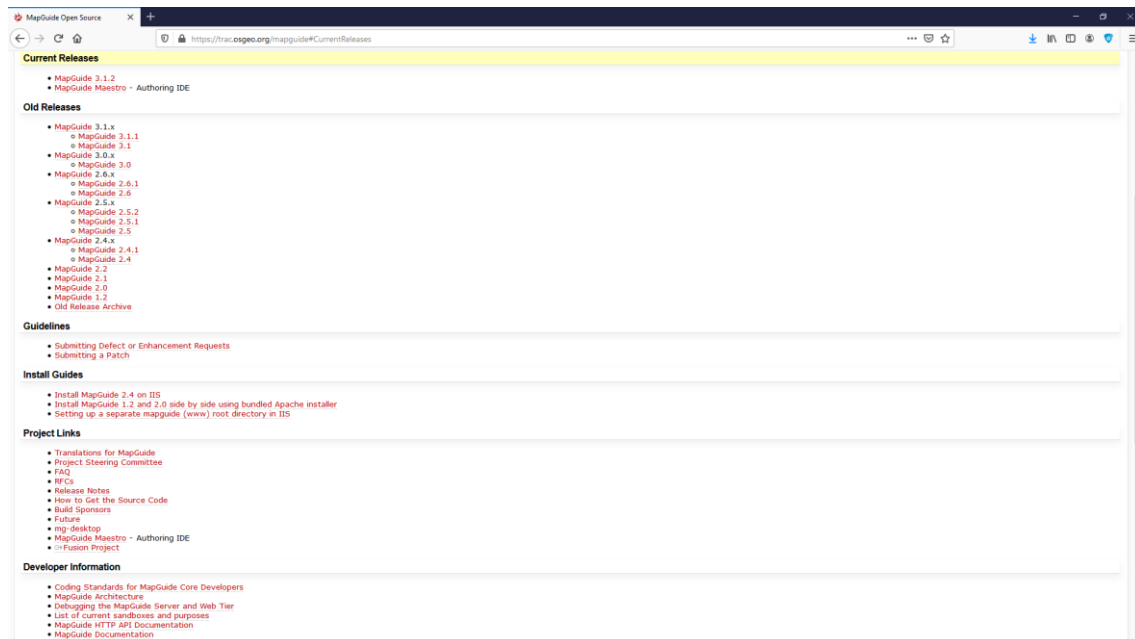 MapGuide Open Source
https://trac.osgeo.org/mapguide#CurrentReleases
Current Releases
MapGuide 3.1.2
MapGuide Maestro - Authoring IDE
Old Releases
MapGuide 3.1.x
MapGuide 3.1.1
MapGuide 3.1
MapGuide 3.0.x
MapGuide 3.0
MapGuide 2.6.x
MapGuide 2.6.1
MapGuide 2.6
MapGuide 2.5.x
MapGuide 2.5.2
MapGuide 2.5.1
MapGuide 2.5
MapGuide 2.4.x
MapGuide 2.4.1
MapGuide 2.4
MapGuide 2.2
MapGuide 2.1
MapGuide 2.0
MapGuide 1.2
Old Release Archive
Guidelines
Submitting Defect or Enhancement Requests
Submitting a Patch
Install Guides
Install MapGuide 2.4 on IIS
Install MapGuide 1.2 and 2.0 side by side using bundled Apache installer
Setting up a separate mapguide (www) root directory in IIS
Project Links
Translations for MapGuide
Project Steering Committee
FAQ
RFCs
Release Notes
How to Get the Source Code
Build Sponsors
Future
mg-desktop
MapGuide Maestro - Authoring IDE
Fusion Project
Developer Information
Coding Standards for MapGuide Core Developers
MapGuide Architecture
Debugging the MapGuide Server and Web Tier
List of current sandboxes and purposes
MapGuide HTTP API Documentation
MapGuide Documentation